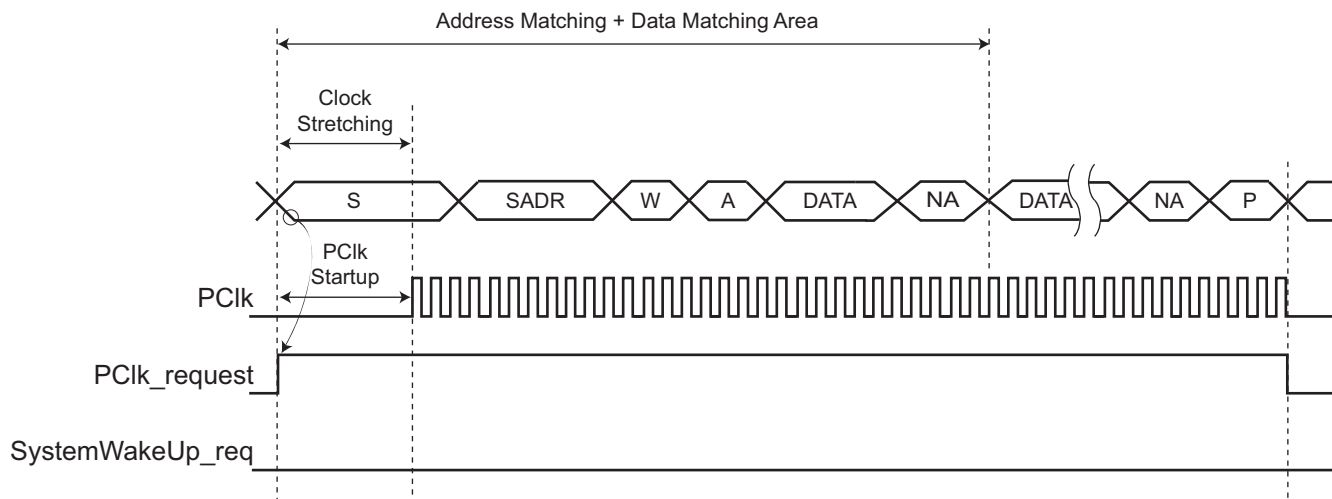 Address Matching + Data Matching Area
Clock
Stretching
S SADR W A DATA NA DATA NA P
PClk
Startup
PClk
PClk_request
SystemWakeUp_req